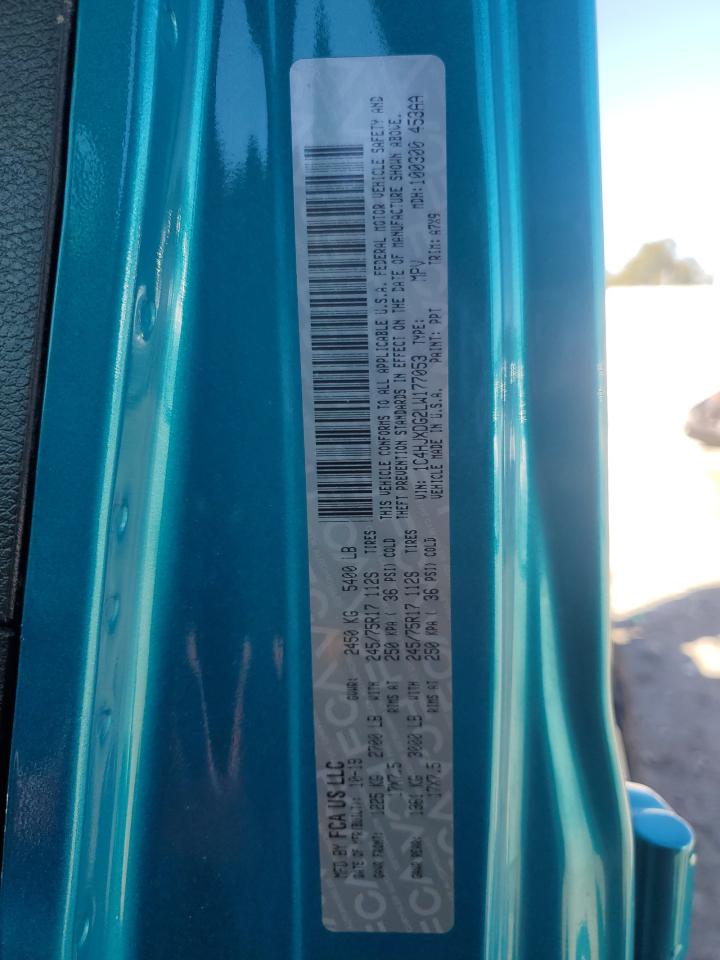 MFD BY FCA US LLC
DATE OF MFR(BUILT): 10-19 GVWR: 2450 KG 5400 LB
GAWR FRONT: 1225 KG 2700 LB WITH 245/75R17 112S TIRES
17X7.5 RIMS AT 250 KPA ( 36 PSI) COLD
GAWR REAR: 1361 KG 3000 LB WITH 245/75R17 112S TIRES
17X7.5 RIMS AT 250 KPA ( 36 PSI) COLD
THIS VEHICLE CONFORMS TO ALL APPLICABLE U.S.A. FEDERAL MOTOR VEHICLE SAFETY AND
THEFT PREVENTION STANDARDS IN EFFECT ON THE DATE OF MANUFACTURE SHOWN ABOVE.
VIN: 1C4HJXDG2LW177053 TYPE: MPV MDH: 100300 453AA
VEHICLE MADE IN U.S.A. PAINT: PPT TRIM: A7X9